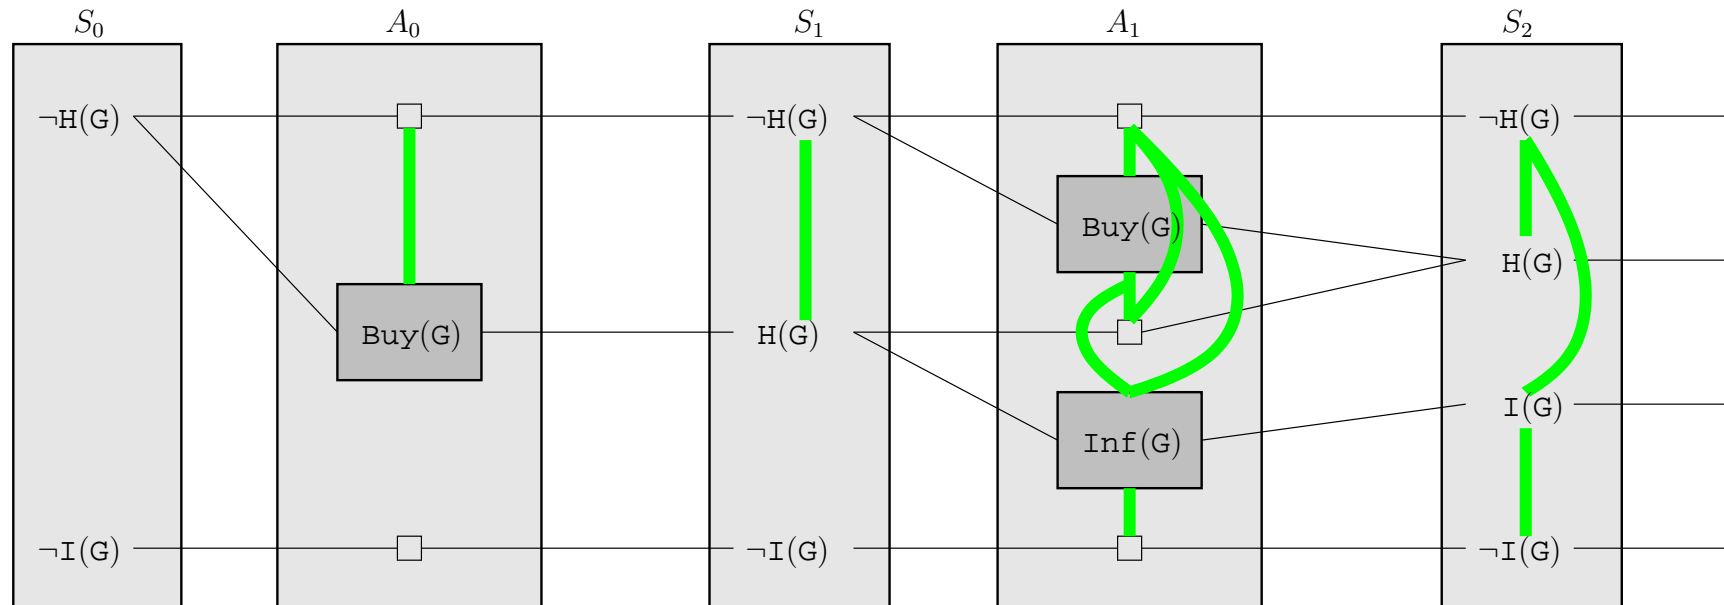 S₀ A₀ S₁ A₁ S₂
¬H(G) ¬H(G) ¬H(G)
Buy(G)
H(G)
Buy(G) H(G)
I(G)
Inf(G)
¬I(G) ¬I(G) ¬I(G)